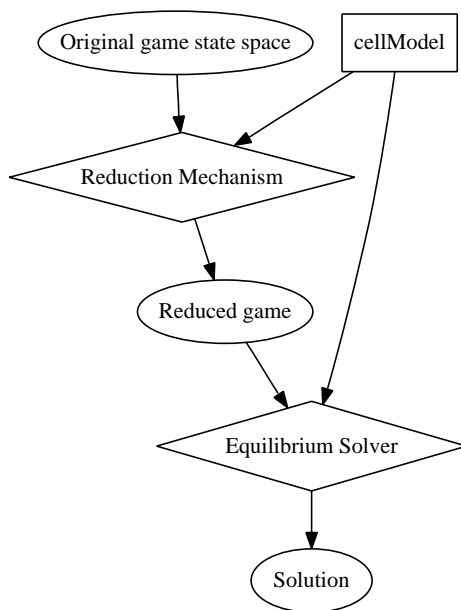 Original game state space
cellModel
Reduction Mechanism
Reduced game
Equilibrium Solver
Solution